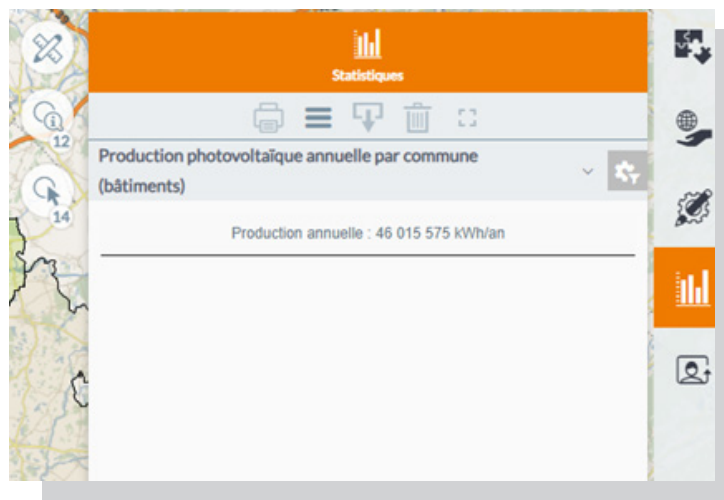 Statistiques
12
Production photovoltaïque annuelle par commune
(bâtiments)
14
Production annuelle : 46 015 575 kWh/an